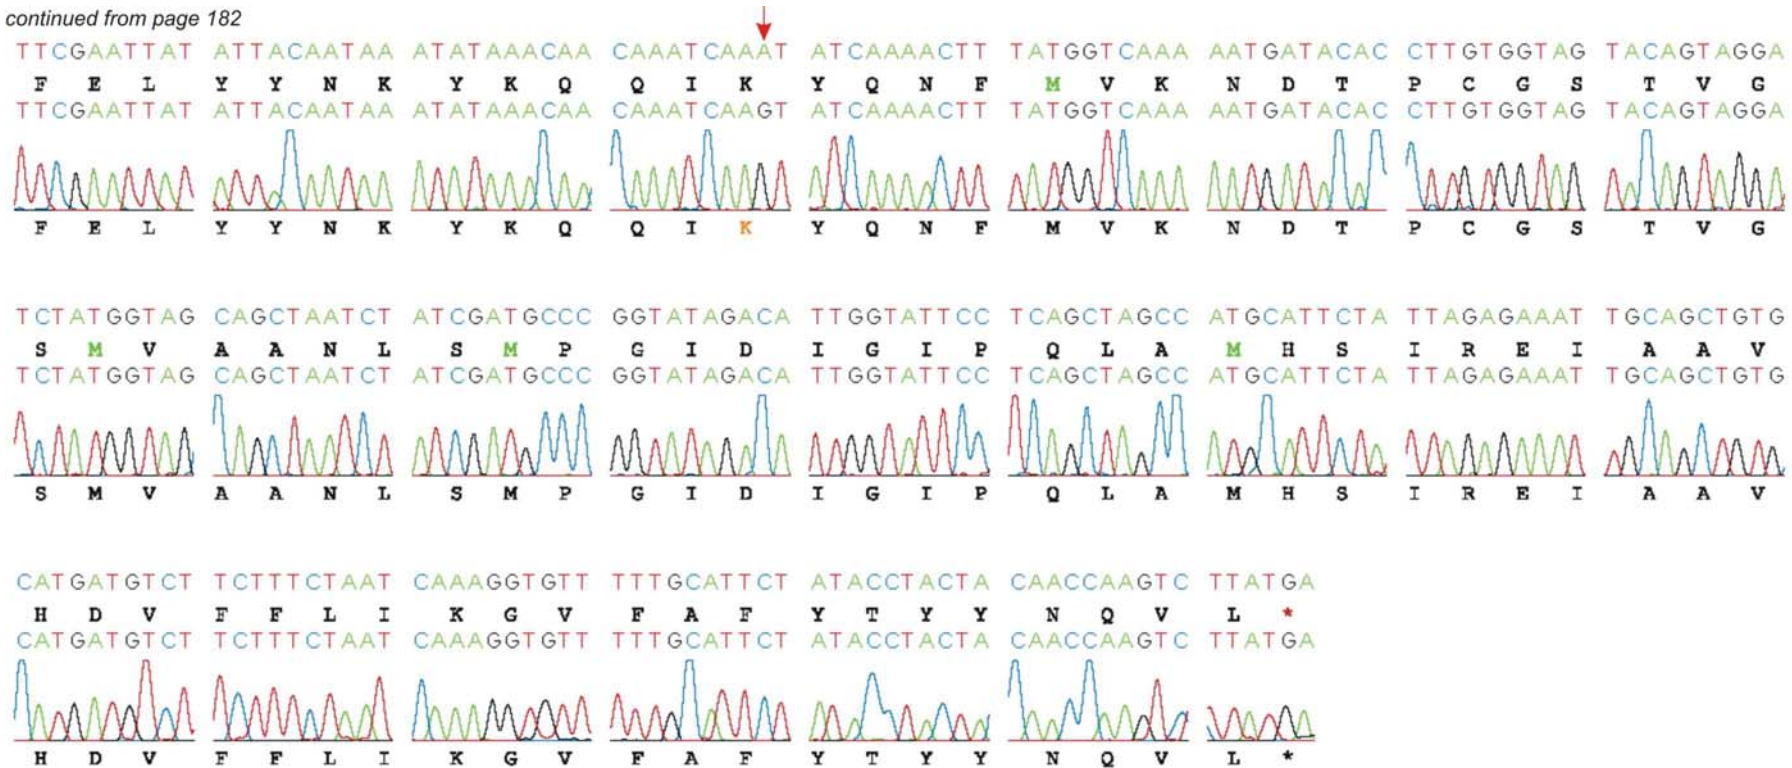 continued from page 182
TTCGAATTAT ATTACAATAA ATATAAACAA CAAATCAAAT ATCAAAACTT TATGGTCAAA AATGATACAC CTTGTGGTAG TACAGTAGGA
F E L Y Y N K Y K Q Q I K Y Q N F M V K N D T P C G S T V G
TTCGAATTAT ATTACAATAA ATATAAACAA CAAATCAAGT ATCAAAACTT TATGGTCAAA AATGATACAC CTTGTGGTAG TACAGTAGGA
F E L Y Y N K Y K Q Q I K Y Q N F M V K N D T P C G S T V G
TCTATGGTAG CAGCTAATCT ATCGATGCCC GGTATAGACA TTGGTATTCC TCAGCTAGCC ATGCATTCTA TTAGAGAAAT TGCAGCTGTG
S M V A A N L S M P G I D I G I P Q L A M H S I R E I A A V
TCTATGGTAG CAGCTAATCT ATCGATGCCC GGTATAGACA TTGGTATTCC TCAGCTAGCC ATGCATTCTA TTAGAGAAAT TGCAGCTGTG
S M V A A N L S M P G I D I G I P Q L A M H S I R E I A A V
CATGATGTCT TCTTTCTAAT CAAAGGTGTT TTTGCATTCT ATACCTACTA CAACCAAGTC TTATGA
H D V F F L I K G V F A F Y T Y Y N Q V L *
CATGATGTCT TCTTTCTAAT CAAAGGTGTT TTTGCATTCT ATACCTACTA CAACCAAGTC TTATGA
H D V F F L I K G V F A F Y T Y Y N Q V L *